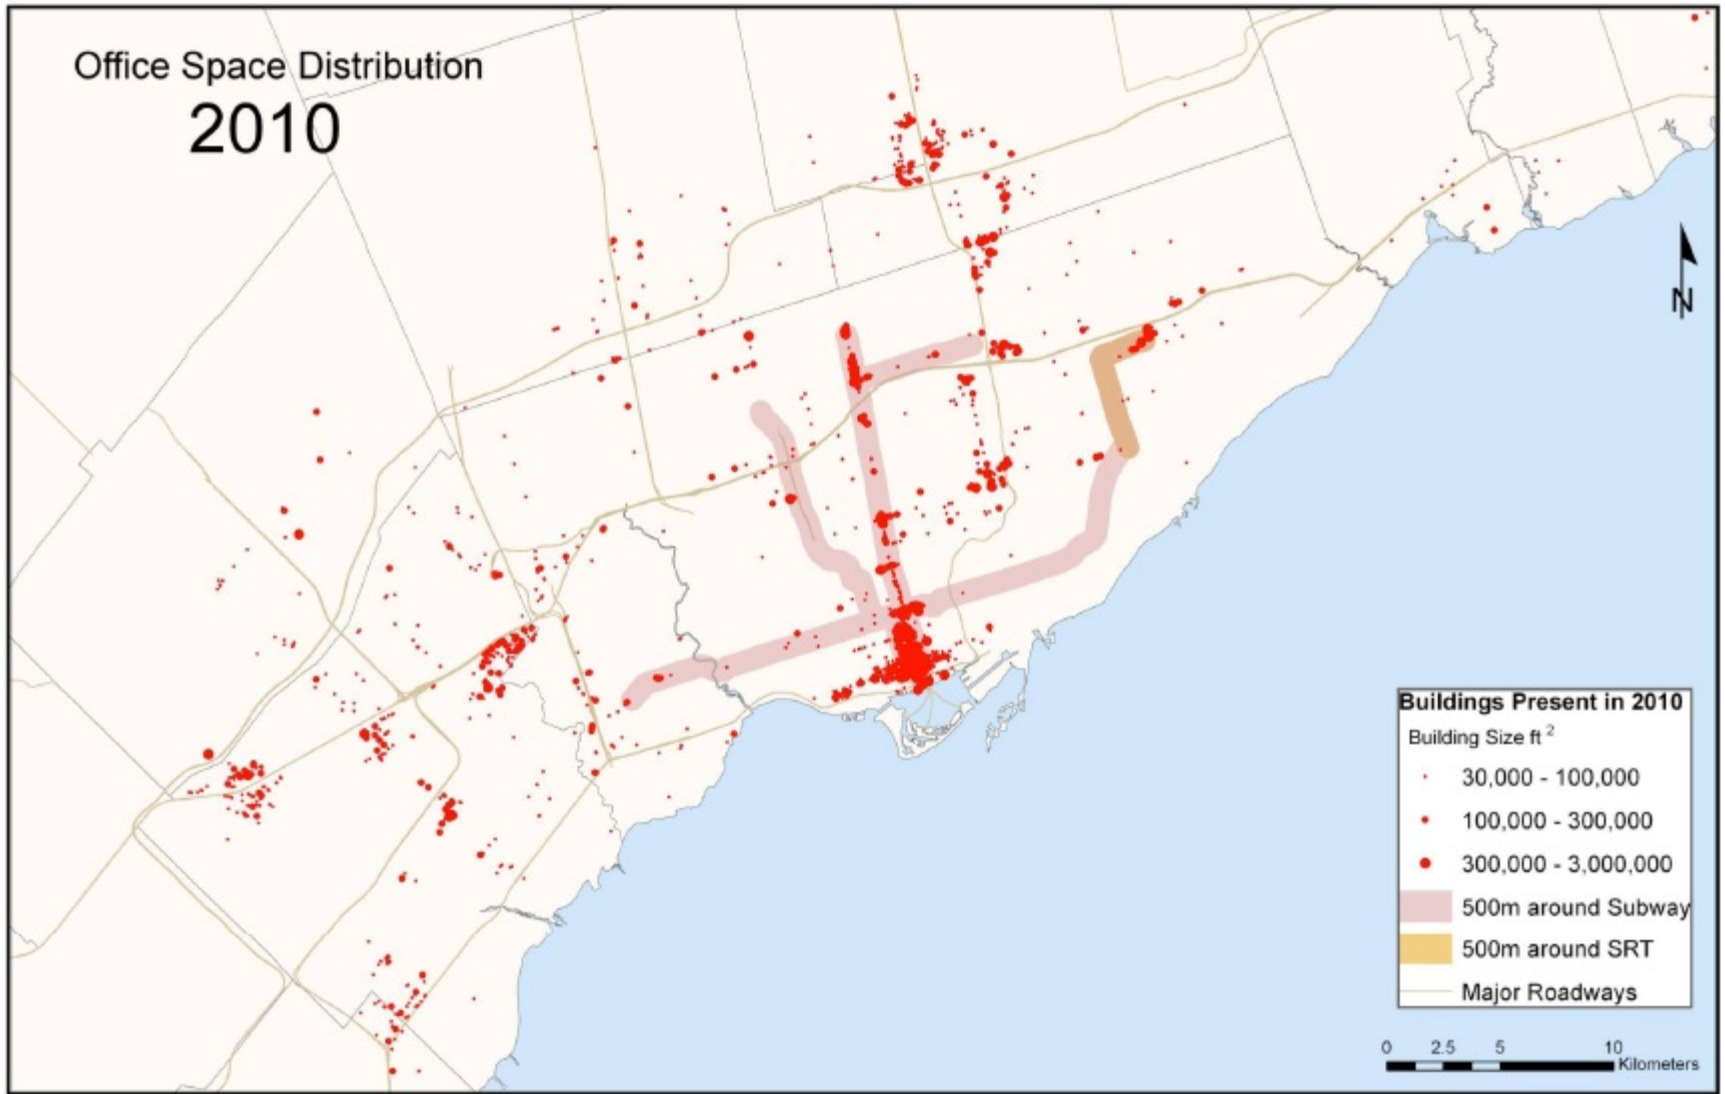 Office Space Distribution
2010
N
Buildings Present in 2010
Building Size ft 2
30,000 - 100,000
100,000 - 300,000
300,000 - 3,000,000
500m around Subway
500m around SRT
Major Roadways
0 2.5 5 10
Kilometers